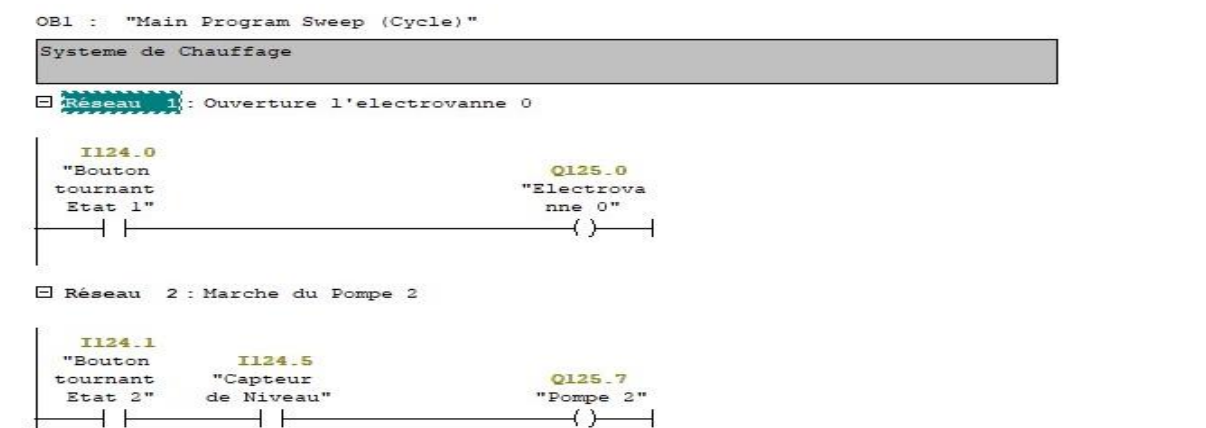 OB1 : "Main Program Sweep (Cycle)"
Systeme de Chauffage
Réseau 1 : Ouverture l'electrovanne 0
I124.0
"Bouton
tournant
Etat 1"
Q125.0
"Electrova
nne 0"
Réseau 2 : Marche du Pompe 2
I124.1
"Bouton
tournant
Etat 2"
I124.5
"Capteur
de Niveau"
Q125.7
"Pompe 2"